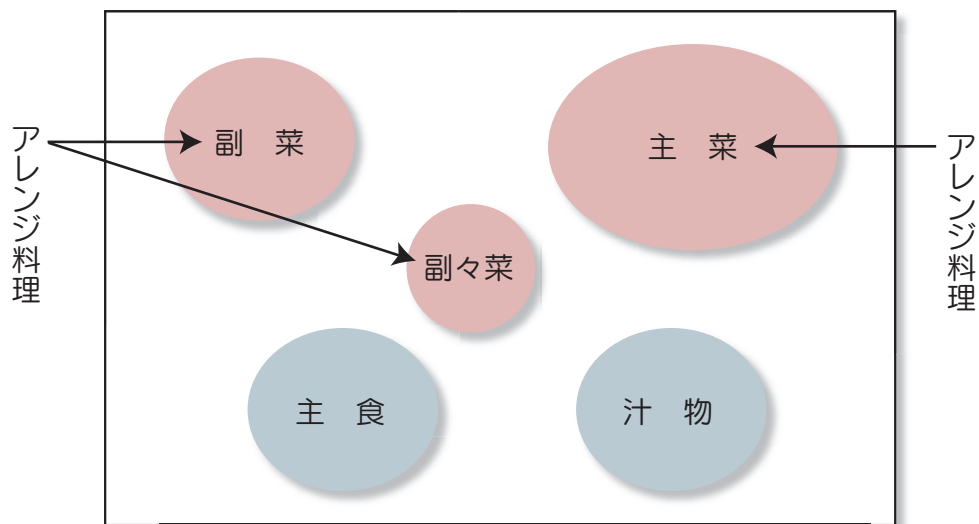 アレンジ料理
副　菜
主　菜
アレンジ料理
副々菜
主　食
汁　物